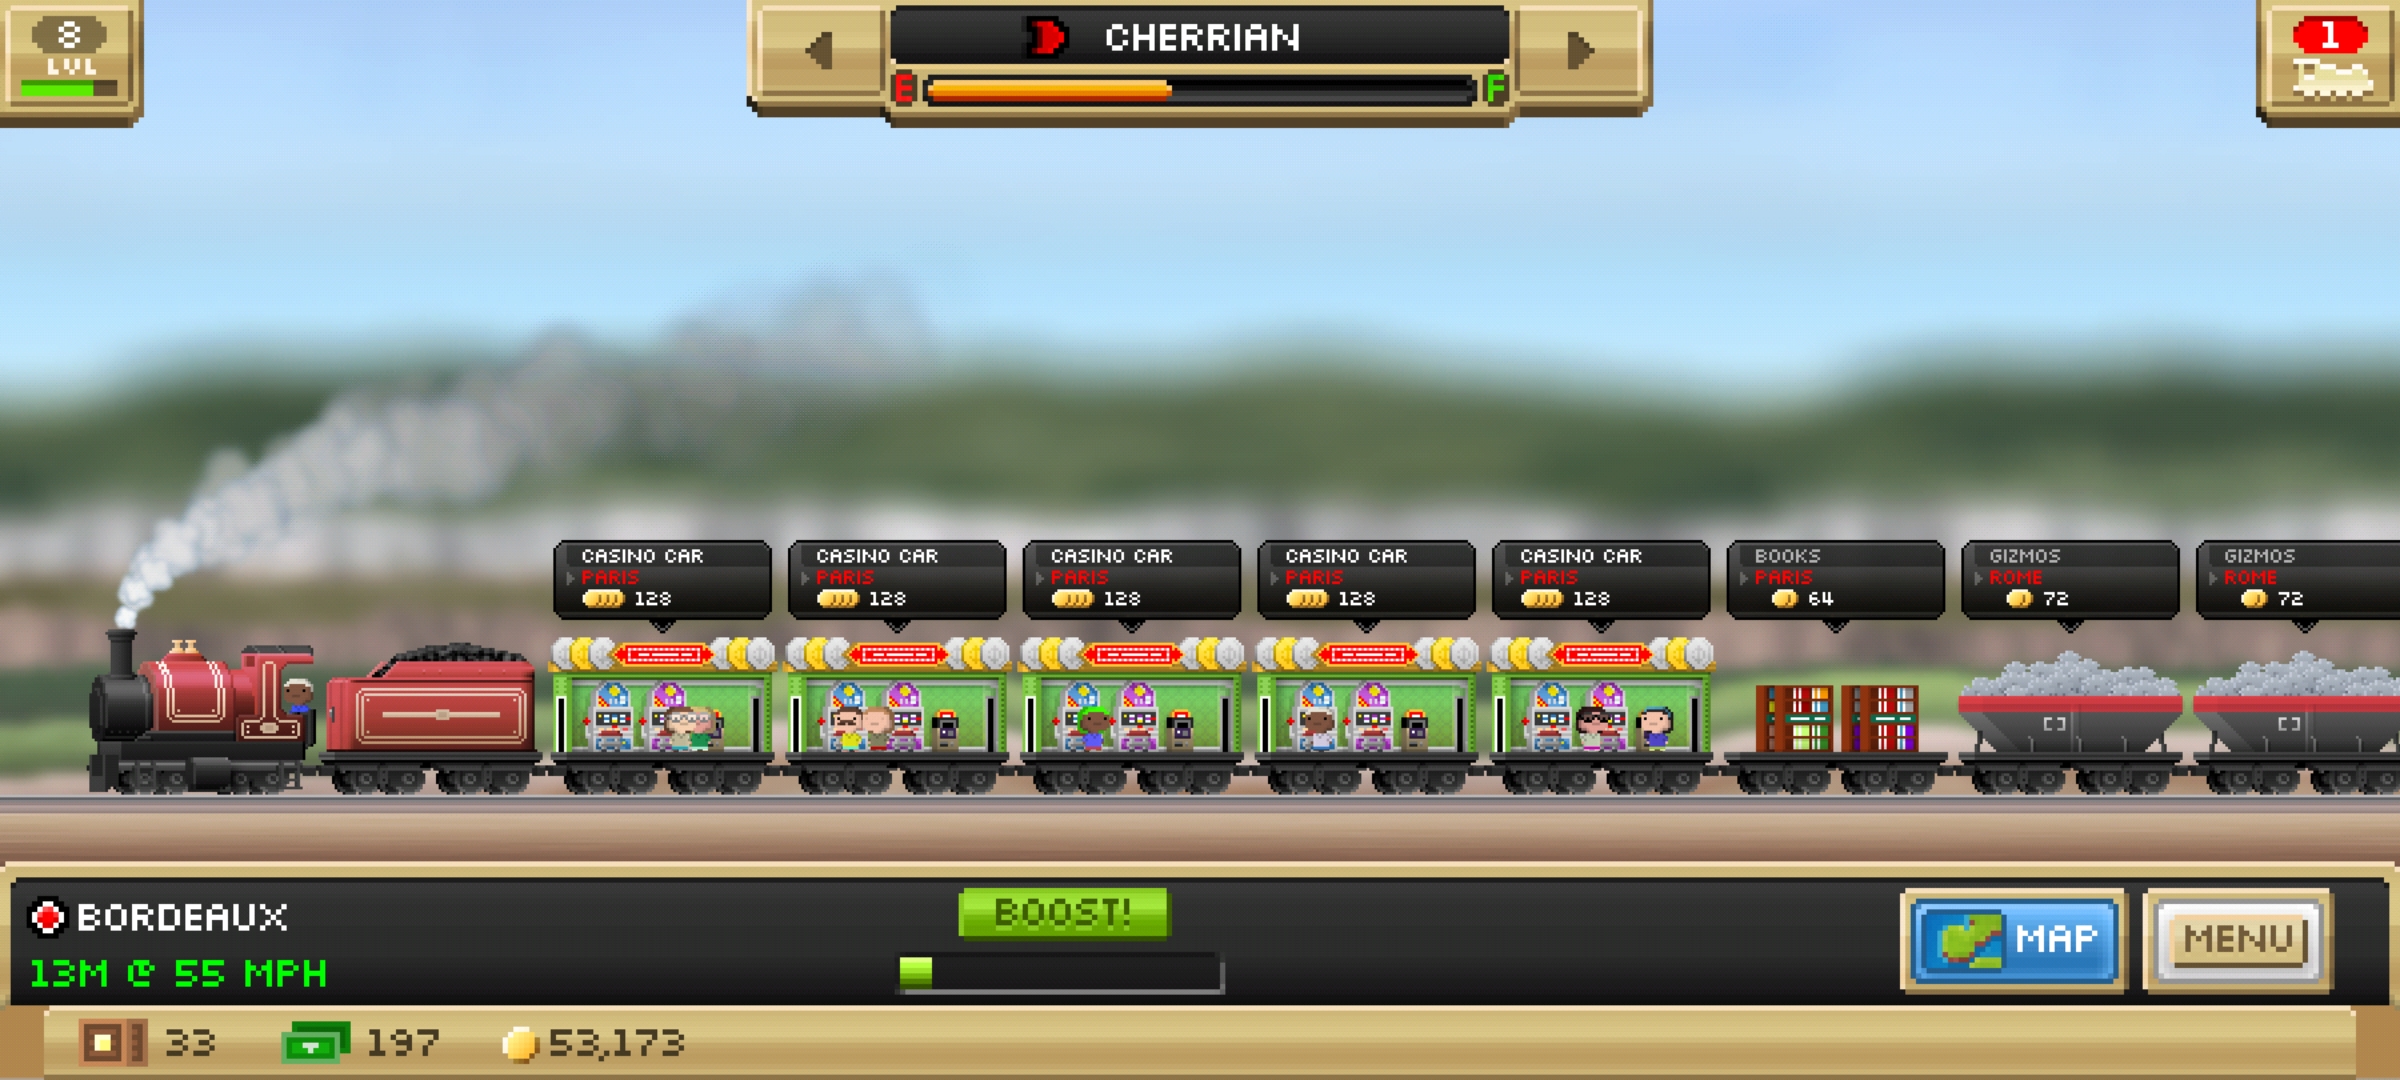 8
LVL
CHERRIAN
E F
1
CASINO CAR
PARIS
128
CASINO CAR
PARIS
128
CASINO CAR
PARIS
128
CASINO CAR
PARIS
128
CASINO CAR
PARIS
128
BOOKS
PARIS
64
GIZMOS
ROME
72
GIZMOS
ROME
72
BORDEAUX
13M @ 55 MPH
BOOST!
MAP
MENU
33
197
53,173